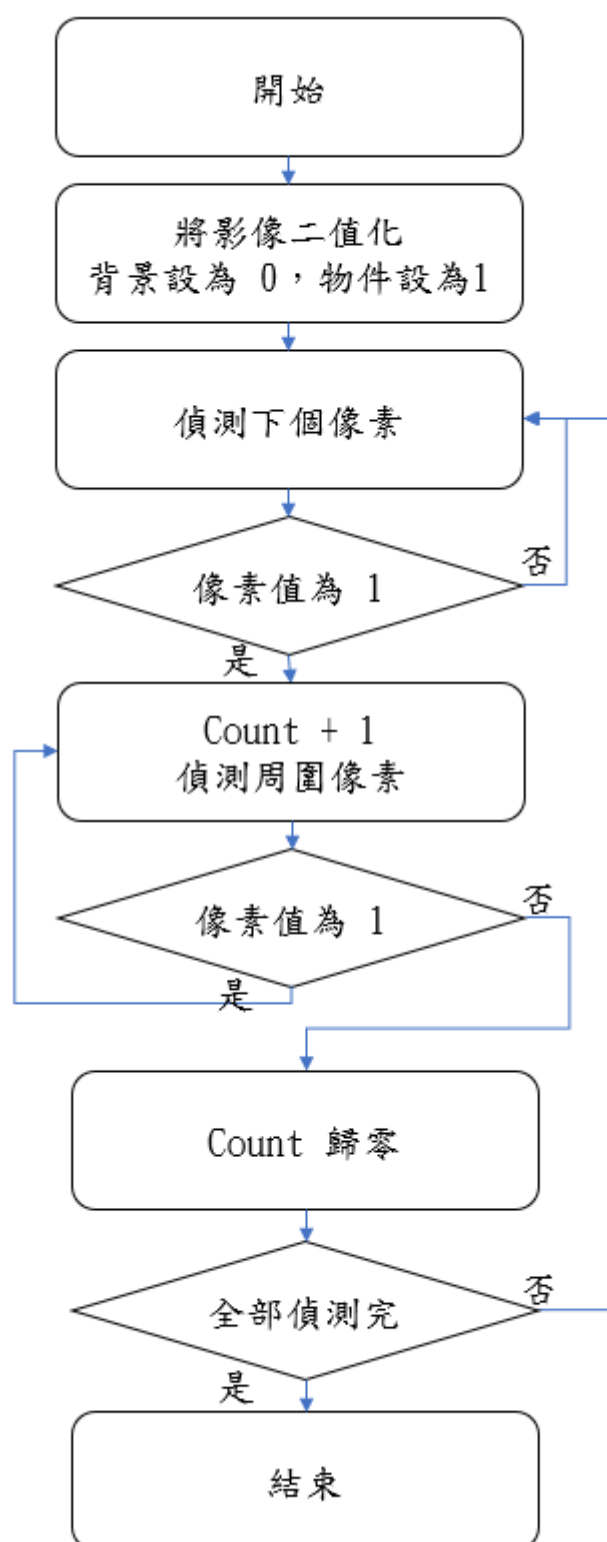 開始
將影像二值化
背景設為 0，物件設為1
偵測下個像素
像素值為 1
否
是
Count + 1
偵測周圍像素
像素值為 1
否
是
Count 歸零
全部偵測完
否
是
結束